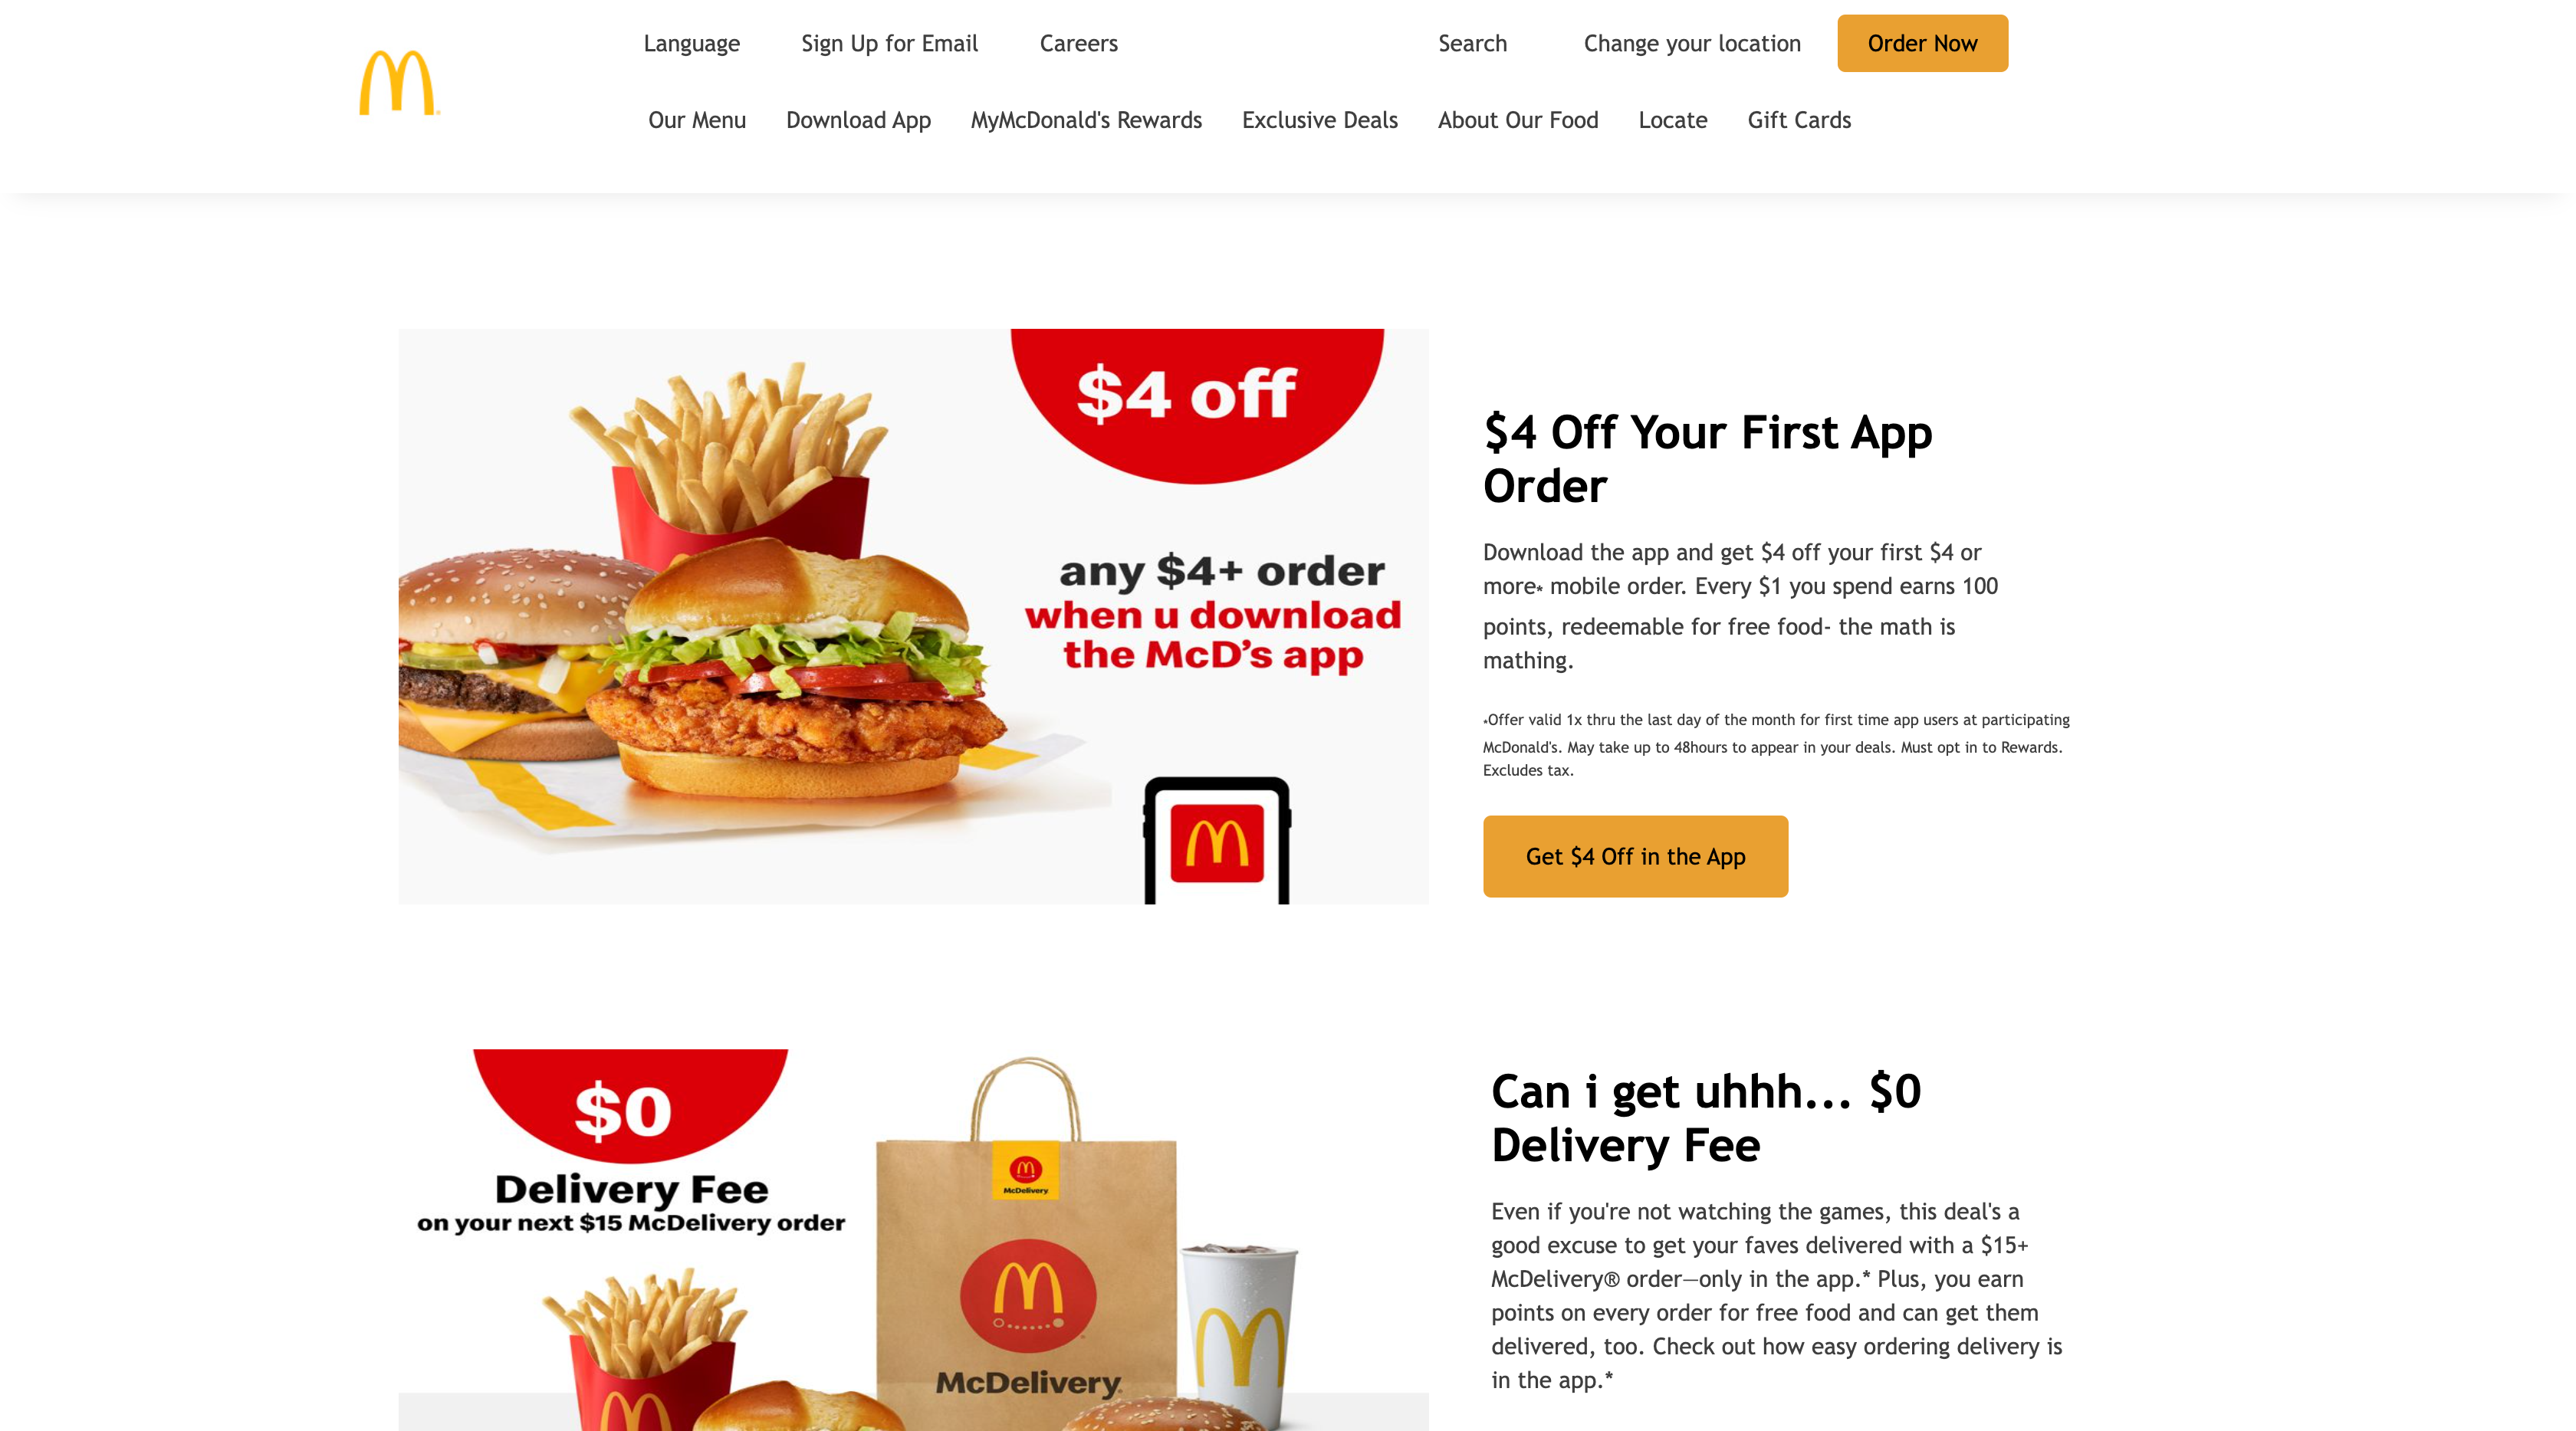 Language Sign Up for Email Careers Search Change your location Order Now
Our Menu Download App MyMcDonald's Rewards Exclusive Deals About Our Food Locate Gift Cards
$4 off
any $4+ order
when u download
the McD's app
$4 Off Your First App
Order
Download the app and get $4 off your first $4 or
more* mobile order. Every $1 you spend earns 100
points, redeemable for free food- the math is
mathing.
*Offer valid 1x thru the last day of the month for first time app users at participating
McDonald's. May take up to 48hours to appear in your deals. Must opt in to Rewards.
Excludes tax.
Get $4 Off in the App
$0
Delivery Fee
on your next $15 McDelivery order
McDelivery
McDelivery
Can i get uhhh... $0
Delivery Fee
Even if you're not watching the games, this deal's a
good excuse to get your faves delivered with a $15+
McDelivery® order—only in the app.* Plus, you earn
points on every order for free food and can get them
delivered, too. Check out how easy ordering delivery is
in the app.*